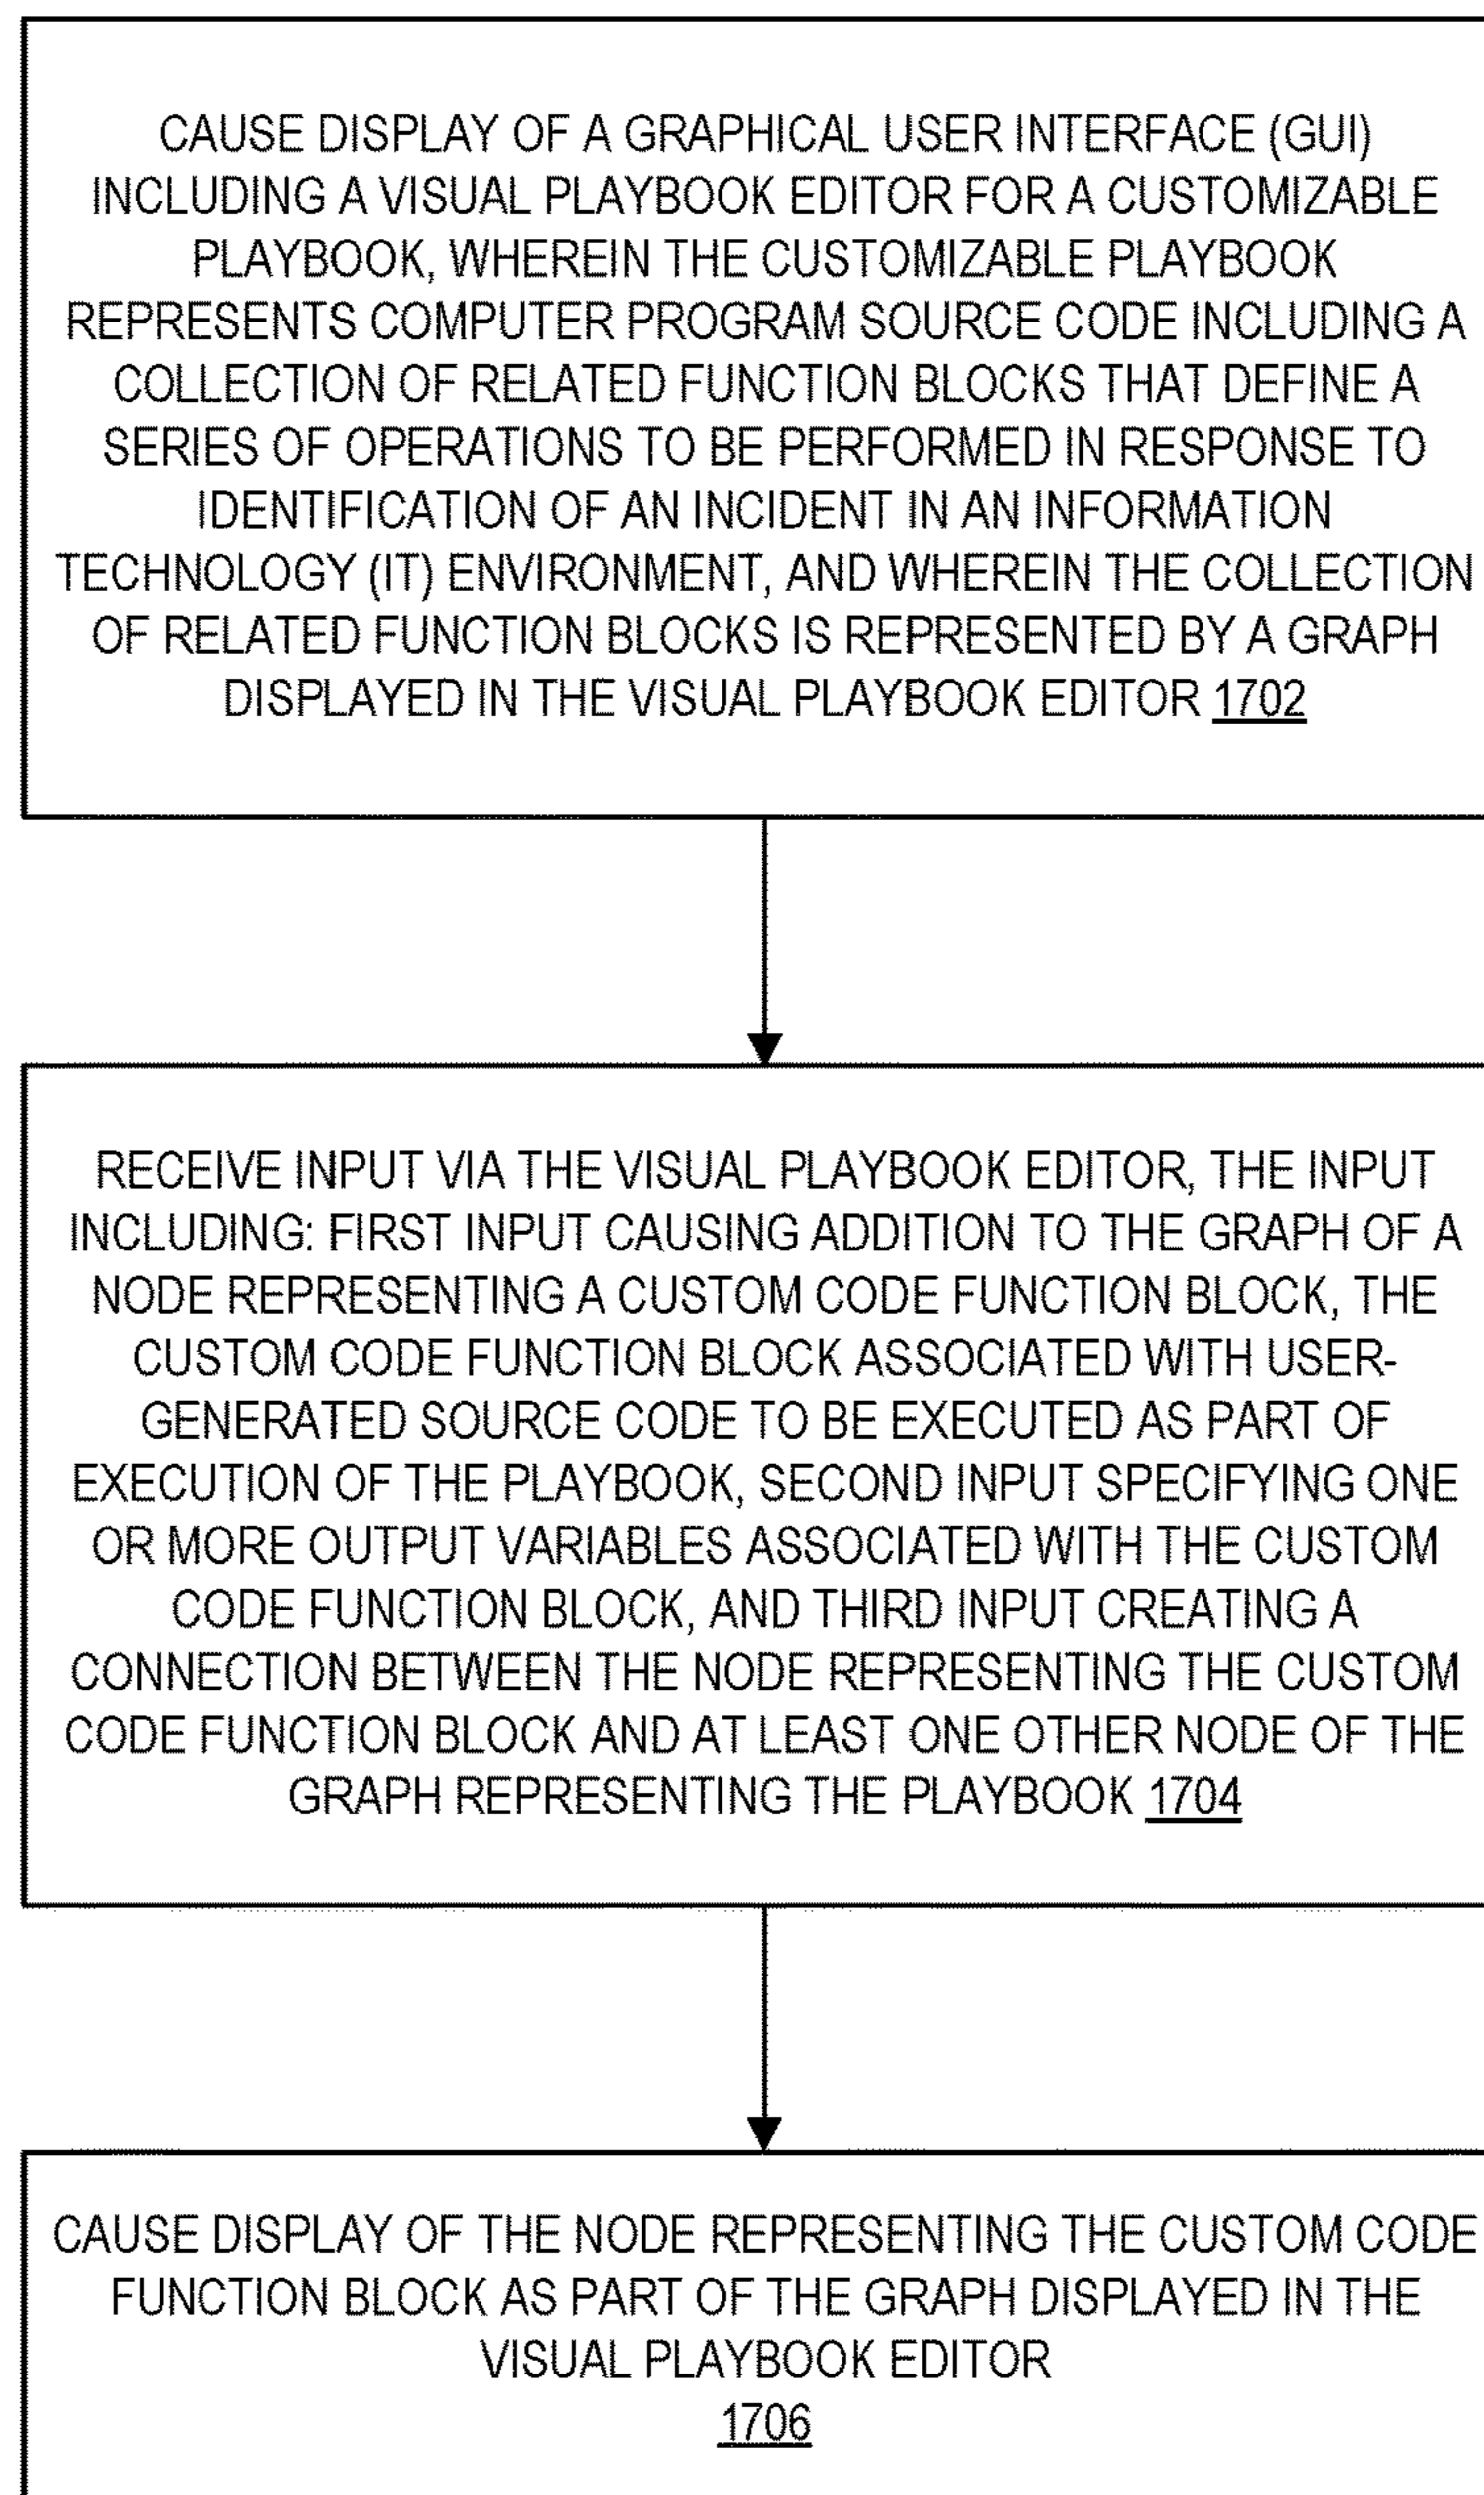 CAUSE DISPLAY OF A GRAPHICAL USER INTERFACE (GUI)
INCLUDING A VISUAL PLAYBOOK EDITOR FOR A CUSTOMIZABLE
PLAYBOOK, WHEREIN THE CUSTOMIZABLE PLAYBOOK
REPRESENTS COMPUTER PROGRAM SOURCE CODE INCLUDING A
COLLECTION OF RELATED FUNCTION BLOCKS THAT DEFINE A
SERIES OF OPERATIONS TO BE PERFORMED IN RESPONSE TO
IDENTIFICATION OF AN INCIDENT IN AN INFORMATION
TECHNOLOGY (IT) ENVIRONMENT, AND WHEREIN THE COLLECTION
OF RELATED FUNCTION BLOCKS IS REPRESENTED BY A GRAPH
DISPLAYED IN THE VISUAL PLAYBOOK EDITOR 1702
RECEIVE INPUT VIA THE VISUAL PLAYBOOK EDITOR, THE INPUT
INCLUDING: FIRST INPUT CAUSING ADDITION TO THE GRAPH OF A
NODE REPRESENTING A CUSTOM CODE FUNCTION BLOCK, THE
CUSTOM CODE FUNCTION BLOCK ASSOCIATED WITH USER-
GENERATED SOURCE CODE TO BE EXECUTED AS PART OF
EXECUTION OF THE PLAYBOOK, SECOND INPUT SPECIFYING ONE
OR MORE OUTPUT VARIABLES ASSOCIATED WITH THE CUSTOM
CODE FUNCTION BLOCK, AND THIRD INPUT CREATING A
CONNECTION BETWEEN THE NODE REPRESENTING THE CUSTOM
CODE FUNCTION BLOCK AND AT LEAST ONE OTHER NODE OF THE
GRAPH REPRESENTING THE PLAYBOOK 1704
CAUSE DISPLAY OF THE NODE REPRESENTING THE CUSTOM CODE
FUNCTION BLOCK AS PART OF THE GRAPH DISPLAYED IN THE
VISUAL PLAYBOOK EDITOR
1706